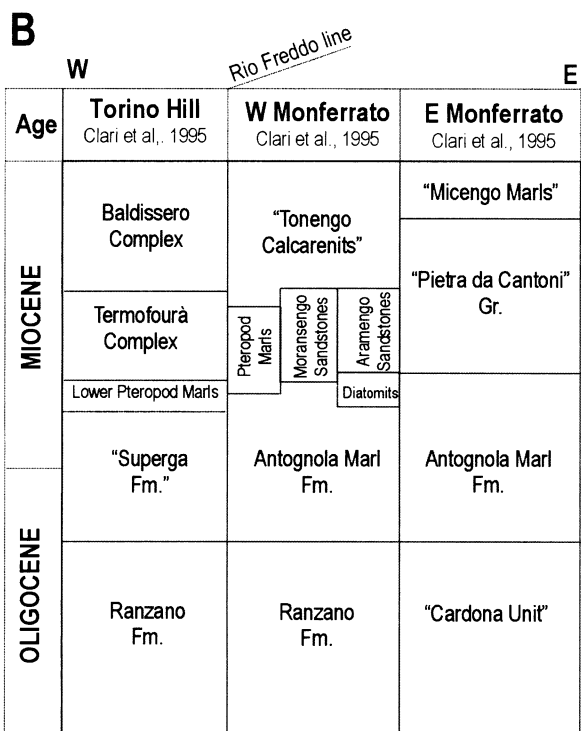 B
W
Rio Freddo line
E
Age
Torino Hill
Clari et al,. 1995
W Monferrato
Clari et al., 1995
E Monferrato
Clari et al., 1995
MIOCENE
OLIGOCENE
Baldissero
Complex
Termofourà
Complex
Lower Pteropod Marls
"Superga
Fm."
Ranzano
Fm.
"Tonengo
Calcarenits"
Pteropod
Marls
Moransengo
Sandstones
Aramengo
Sandstones
Diatomits
Antognola Marl
Fm.
Ranzano
Fm.
"Micengo Marls"
"Pietra da Cantoni"
Gr.
Antognola Marl
Fm.
"Cardona Unit"